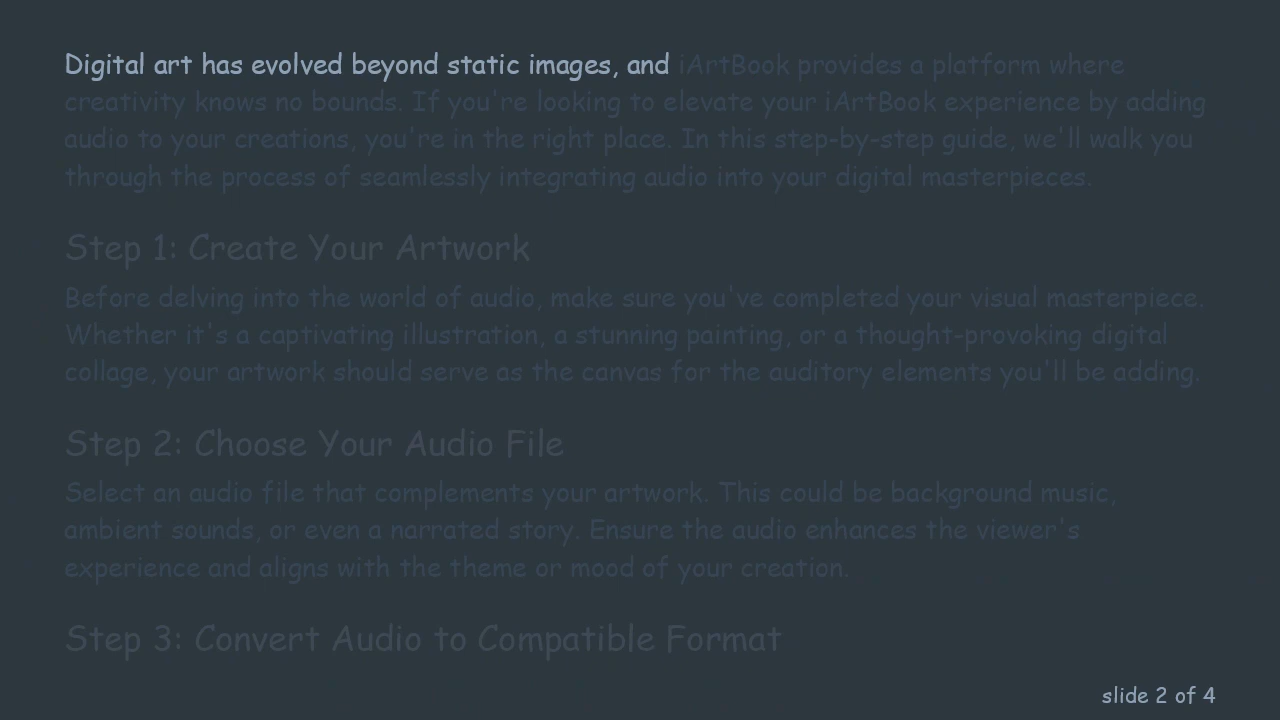 Digital art has evolved beyond static images, and iArtBook provides a platform where
creativity knows no bounds. If you're looking to elevate your iArtBook experience by adding
audio to your creations, you're in the right place. In this step-by-step guide, we'll walk you
through the process of seamlessly integrating audio into your digital masterpieces.
Step 1: Create Your Artwork
Before delving into the world of audio, make sure you've completed your visual masterpiece.
Whether it's a captivating illustration, a stunning painting, or a thought-provoking digital
collage, your artwork should serve as the canvas for the auditory elements you'll be adding.
Step 2: Choose Your Audio File
Select an audio file that complements your artwork. This could be background music,
ambient sounds, or even a narrated story. Ensure the audio enhances the viewer's
experience and aligns with the theme or mood of your creation.
Step 3: Convert Audio to Compatible Format
slide 2 of 4